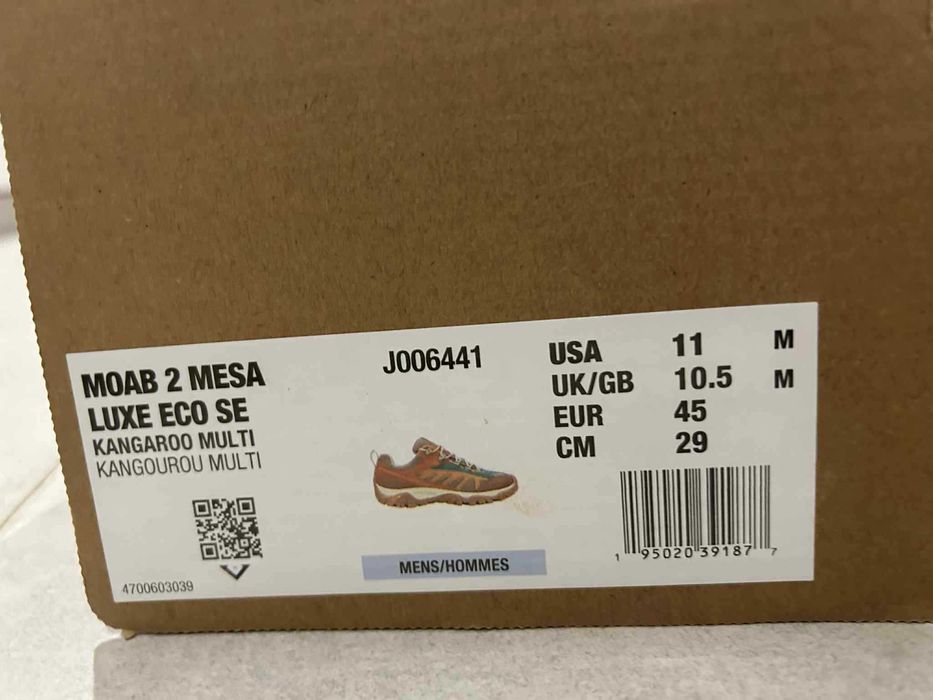 MOAB 2 MESA
LUXE ECO SE
KANGAROO MULTI
KANGOUROU MULTI
4700603039
J006441
MENS/HOMMES
USA 11 M
UK/GB 10.5 M
EUR 45
CM 29
1 95020 39187 7